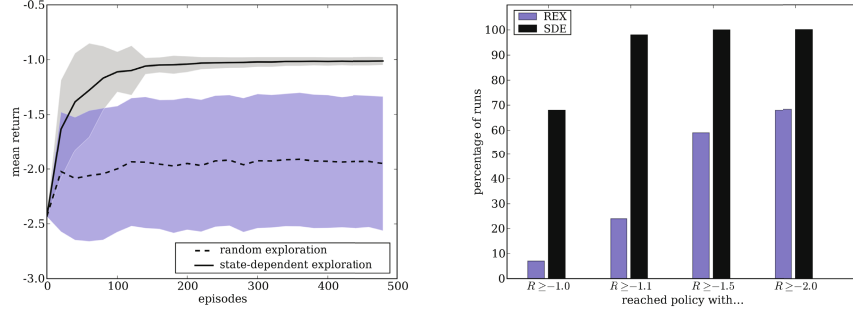 -0.5
-1.0
-1.5
-2.0
-2.5
-3.0
mean return
random exploration
state-dependent exploration
0 100 200 300 400 500
episodes
REX
SDE
100
90
80
70
60
50
40
30
20
10
0
percentage of runs
R ≥−1.0 R ≥−1.1 R ≥−1.5 R ≥−2.0
reached policy with...